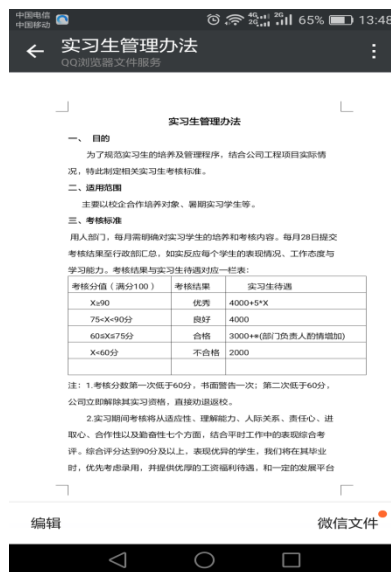 中国电信
中国移动
4G
2G
2G
65%
13:48
实习生管理办法
QQ浏览器文件服务
实习生管理办法
一、 目的
为了规范实习生的培养及管理程序，结合公司工程项目实际情
况，特此制定相关实习生考核标准。
二、适用范围
主要以校企合作培养对象、暑期实习学生等。
三、考核标准
用人部门，每月需明确对实习学生的培养和考核内容。每月28日提交
考核结果至行政部汇总，如实反应每个学生的表现情况、工作态度与
学习能力。考核结果与实习生待遇对应一栏表：
考核分值（满分100） 考核结果 实习生待遇
X≥90 优秀 4000+5*X
75<X<90分 良好 4000
60≤X≤75分 合格 3000+*(部门负责人酌情增加)
X<60分 不合格 2000
注：1.考核分数第一次低于60分，书面警告一次；第二次低于60分，
公司立即解除其实习资格，直接劝退返校。
2.实习期间考核将从适应性、理解能力、人际关系、责任心、进
取心、合作性以及勤奋性七个方面，结合平时工作中的表现综合考
评。综合评分达到90分及以上，表现优异的学生，我们将在其毕业
时，优先考虑录用，并提供优厚的工资福利待遇，和一定的发展平台
编辑
微信文件